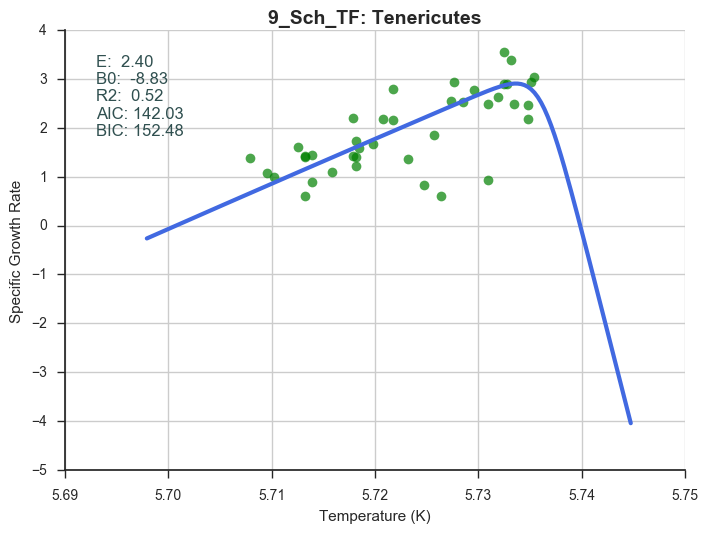 9_Sch_TF: Tenericutes
E:  2.40
B0:  -8.83
R2:  0.52
AIC: 142.03
BIC: 152.48
Specific Growth Rate
4
3
2
1
0
−1
−2
−3
−4
−5
5.69 5.70 5.71 5.72 5.73 5.74 5.75
Temperature (K)